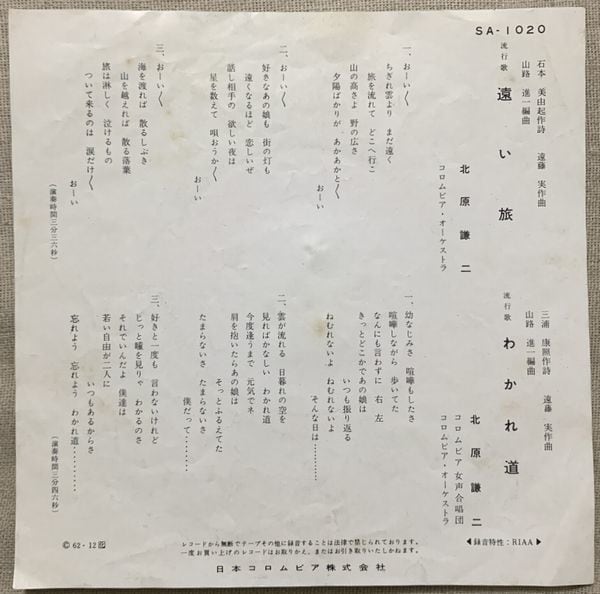 SA-1020
石本 美由起作詩 遠藤 実作曲
山路 進一編曲
流行歌
遠い旅
北原謙二
コロムビア・オーケストラ
一、おーい〱
ちぎれ雲より まだ遠く
旅を流れて どこへ行こ
山の高さよ 野の広さ
夕陽ばかりが あかあかと〱
おーい
二、おーい〱
好きなあの娘も 街の灯も
遠くなるほど 恋しいぜ
話し相手の 欲しい夜は
星を数えて 唄おうか〱
おーい
三、おーい〱
海を渡れば 散るしぶき
山を越えれば 散る落葉
旅は淋しく 泣けるもの
ついて来るのは 涙だけ〱
おーい
(演奏時間三分三六秒)
三浦 康照作詩 遠藤 実作曲
山路 進一編曲
流行歌
わかれ道
北原謙二
コロムビア女声合唱団
コロムビア・オーケストラ
一、幼なじみさ 喧嘩もしたさ
喧嘩しながら 歩いてた
なんにも言わずに 右 左
きっとどこかであの娘は
いつも振り返る
ねむれないよ ねむれないよ
そんな日は………
二、雲が流れる 日暮れの空を
見ればかなしい わかれ道
今度逢うまで 元気でネ
肩を抱いたらあの娘は
そっとふるえてた
たまらないさ たまらないさ
僕だって………
三、好きと一度も 言わないけれど
じっと瞳を見りゃ わかるのさ
それでいんだよ 僕達は
若い自由が二人に
いつもあるからさ
忘れよう 忘れよう わかれ道………
(演奏時間三分四六秒)
◀録音特性:RIAA▶
レコードから無断でテープその他に録音することは法律で禁じられております。
一度お買い上げのレコードはお取りかえ、またはお引き取りいたしかねます。
日本コロムビア株式会社
©62・12